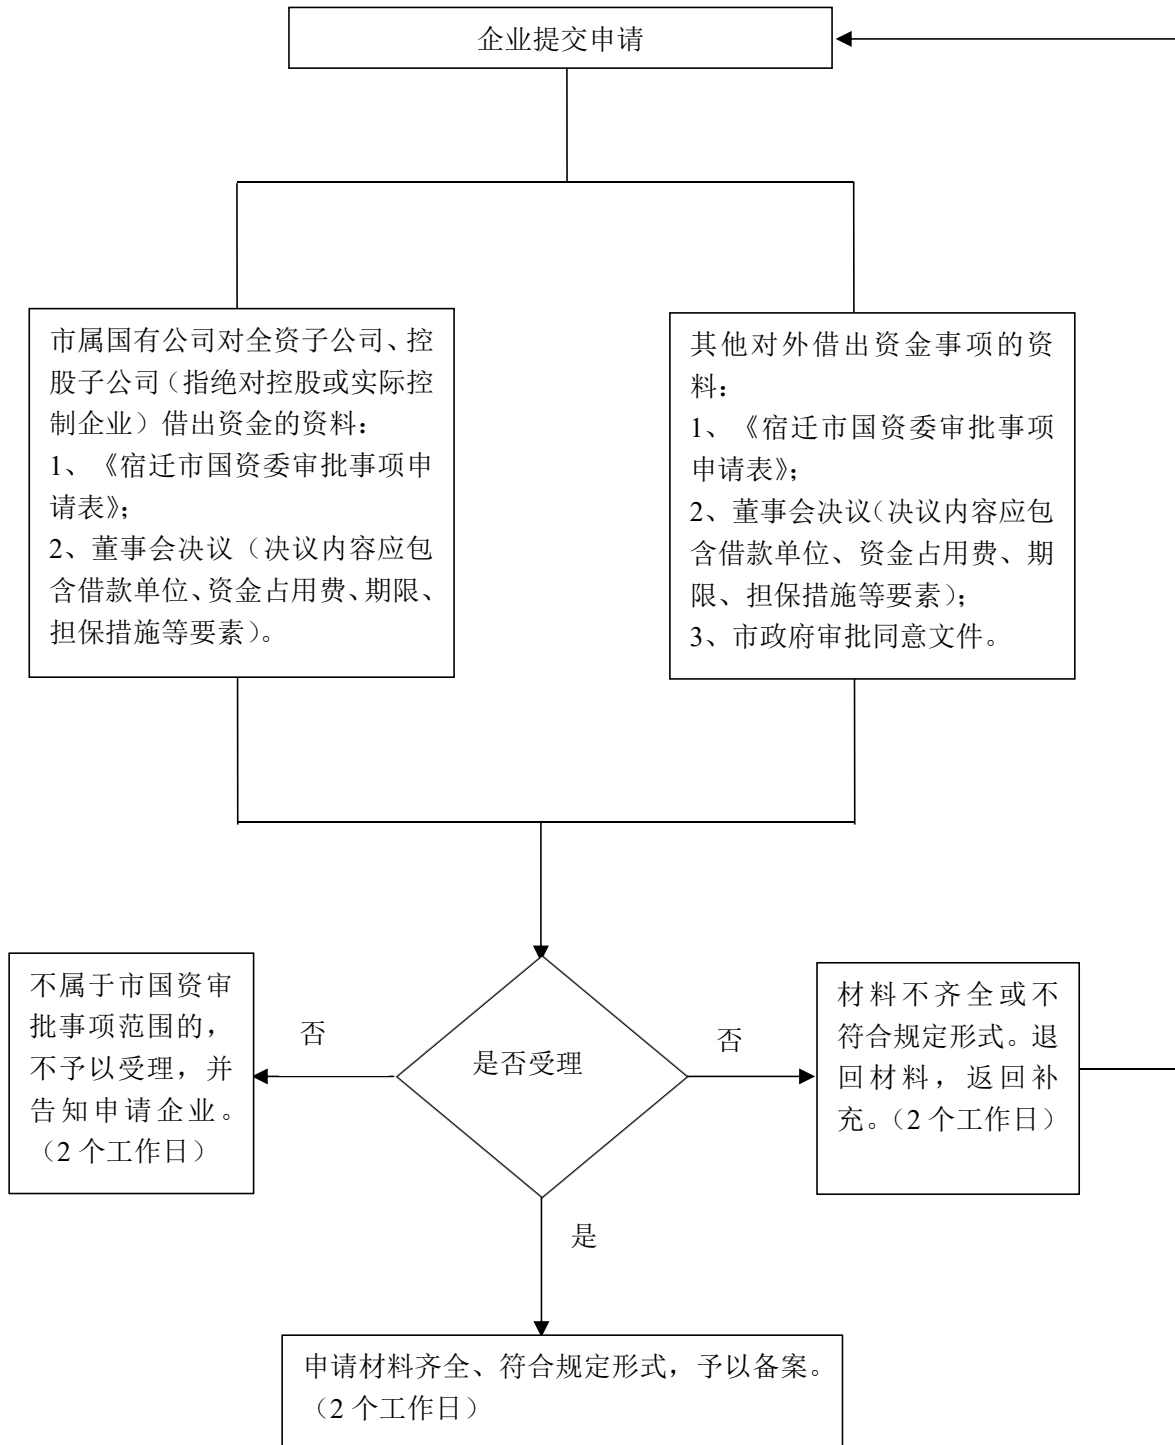 企业提交申请
市属国有公司对全资子公司、控
股子公司（指绝对控股或实际控
制企业）借出资金的资料：
1、《宿迁市国资委审批事项申
请表》；
2、董事会决议（决议内容应包
含借款单位、资金占用费、期限、
担保措施等要素）。
其他对外借出资金事项的资
料：
1、《宿迁市国资委审批事项
申请表》；
2、董事会决议（决议内容应包
含借款单位、资金占用费、期
限、担保措施等要素）；
3、市政府审批同意文件。
不属于市国资审
批事项范围的，
不予以受理，并
告知申请企业。
（2 个工作日）
否
是否受理
否
材料不齐全或不
符合规定形式。退
回材料，返回补
充。（2 个工作日）
是
申请材料齐全、符合规定形式，予以备案。
（2 个工作日）